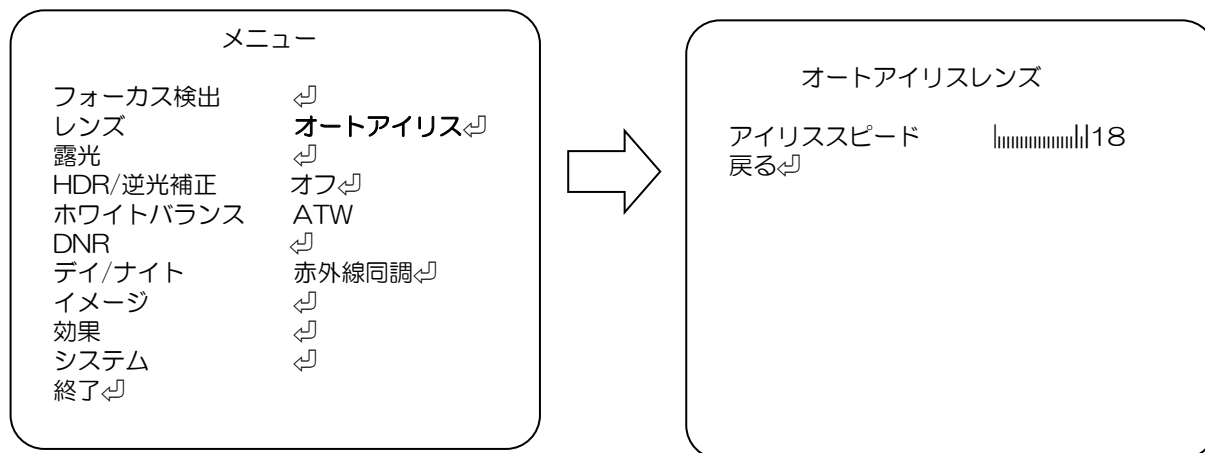 メニュー
フォーカス検出 ⏎
レンズ オートアイリス⏎
露光 ⏎
HDR/逆光補正 オフ⏎
ホワイトバランス ATW
DNR ⏎
デイ/ナイト 赤外線同調⏎
イメージ ⏎
効果 ⏎
システム ⏎
終了⏎
オートアイリスレンズ
アイリススピード 18
戻る⏎